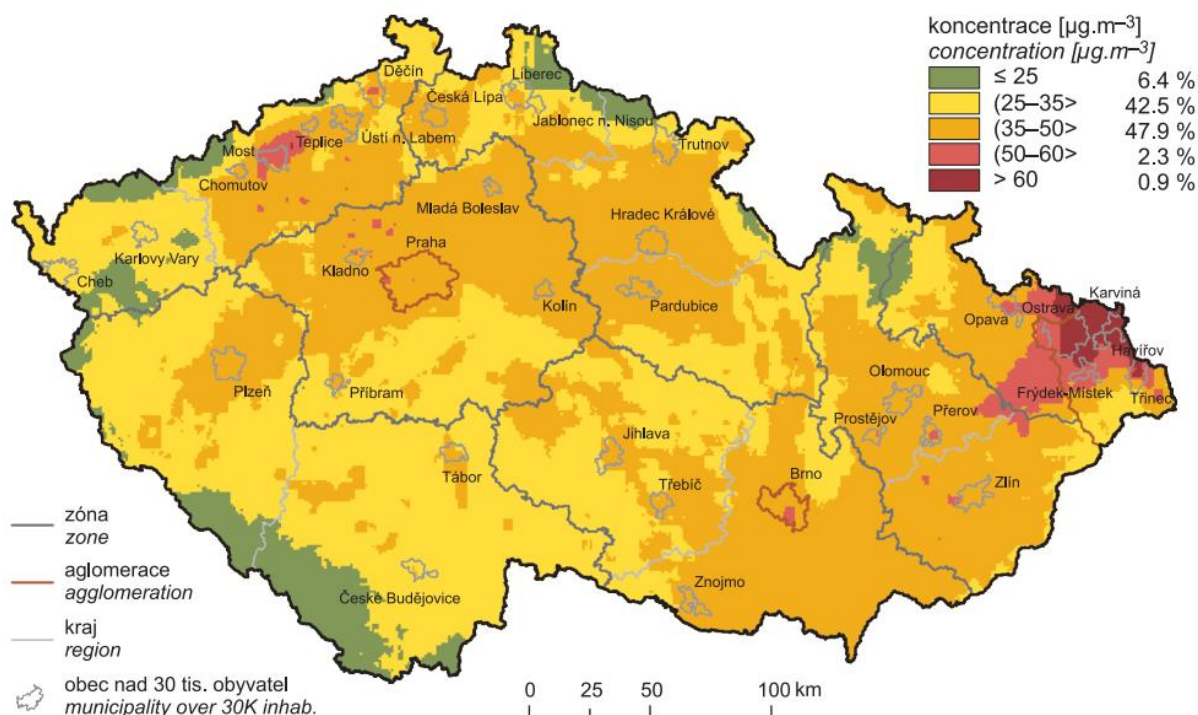 koncentrace [µg.m⁻³]
concentration [µg.m⁻³]
≤ 25 6.4 %
(25–35> 42.5 %
(35–50> 47.9 %
(50–60> 2.3 %
> 60 0.9 %
Děčín
Liberec
Česká Lípa
Jablonec n. Nisou
Teplice
Ústí n. Labem
Most
Trutnov
Chomutov
Mladá Boleslav
Hradec Králové
Praha
Karlovy Vary
Kladno
Cheb
Kolín
Pardubice
Karviná
Ostrava
Opava
Havířov
Olomouc
Plzeň
Příbram
Frýdek-Místek
Třinec
Prostějov
Přerov
Jihlava
Tábor
Brno
Zlín
Třebíč
Znojmo
České Budějovice
zóna
zone
aglomerace
agglomeration
kraj
region
obec nad 30 tis. obyvatel
municipality over 30K inhab.
0 25 50 100 km